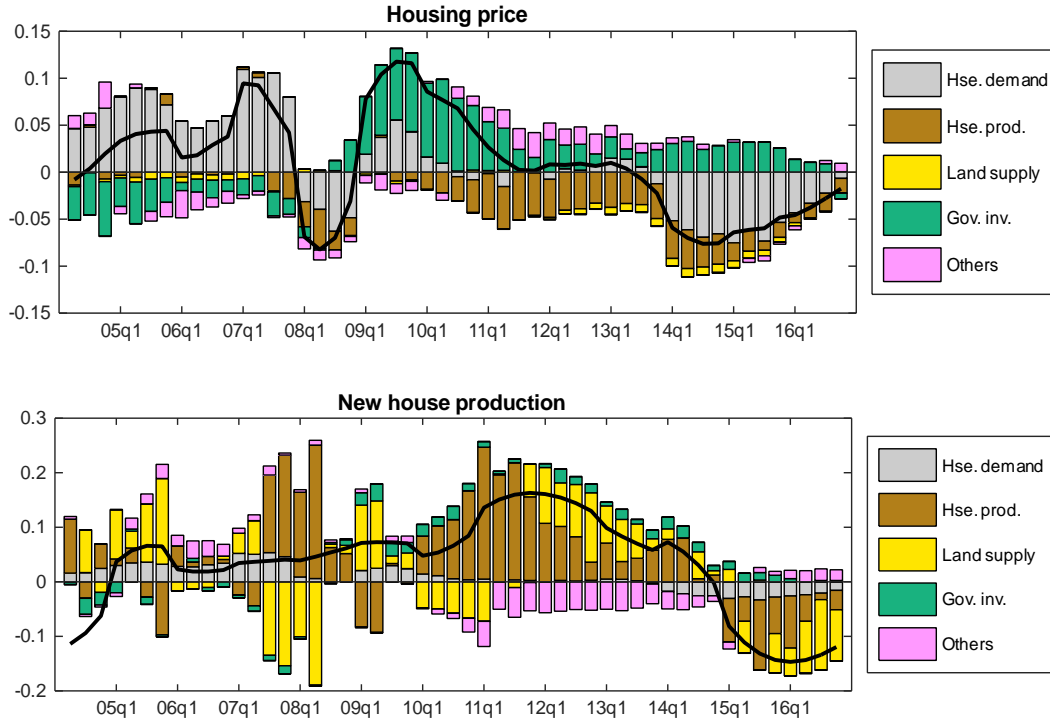 Housing price
0.15
0.1
0.05
0
-0.05
-0.1
-0.15
05q1 06q1 07q1 08q1 09q1 10q1 11q1 12q1 13q1 14q1 15q1 16q1
Hse. demand
Hse. prod.
Land supply
Gov. inv.
Others
New house production
0.3
0.2
0.1
0
-0.1
-0.2
05q1 06q1 07q1 08q1 09q1 10q1 11q1 12q1 13q1 14q1 15q1 16q1
Hse. demand
Hse. prod.
Land supply
Gov. inv.
Others